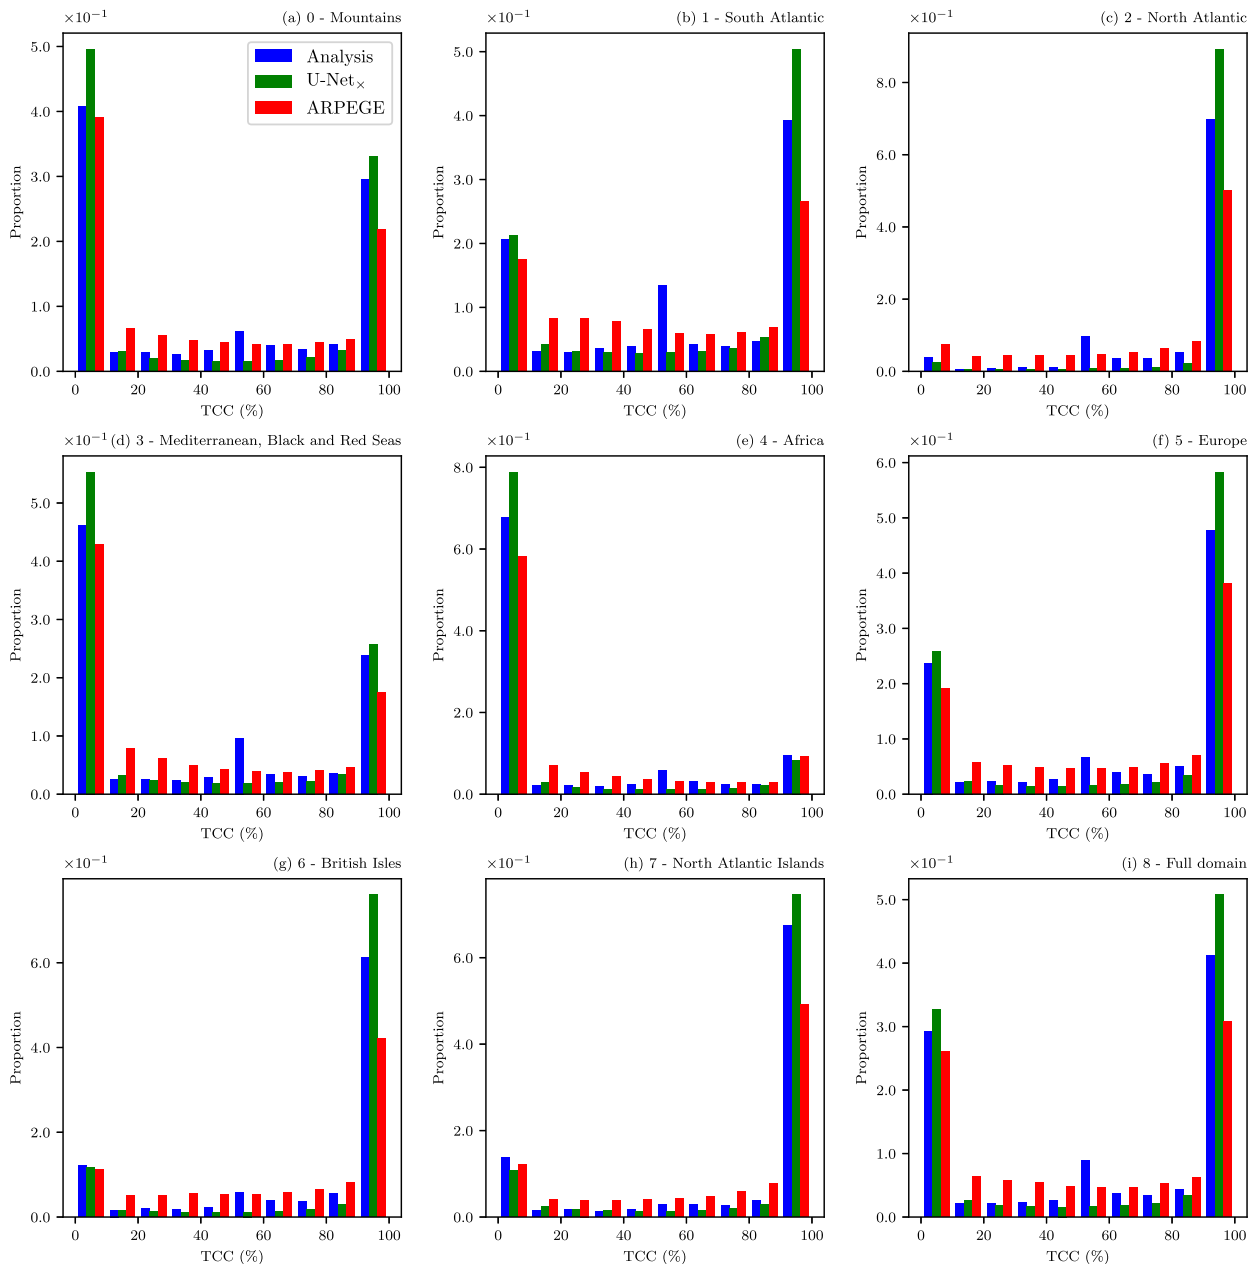 ×10⁻¹ (a) 0 - Mountains
5.0
4.0
3.0
2.0
1.0
0.0
Proportion
Analysis
U-Net×
ARPEGE
0 20 40 60 80 100
TCC (%)
×10⁻¹ (b) 1 - South Atlantic
5.0
4.0
3.0
2.0
1.0
0.0
Proportion
0 20 40 60 80 100
TCC (%)
×10⁻¹ (c) 2 - North Atlantic
8.0
6.0
4.0
2.0
0.0
Proportion
0 20 40 60 80 100
TCC (%)
×10⁻¹ (d) 3 - Mediterranean, Black and Red Seas
5.0
4.0
3.0
2.0
1.0
0.0
Proportion
0 20 40 60 80 100
TCC (%)
×10⁻¹ (e) 4 - Africa
8.0
6.0
4.0
2.0
0.0
Proportion
0 20 40 60 80 100
TCC (%)
×10⁻¹ (f) 5 - Europe
6.0
5.0
4.0
3.0
2.0
1.0
0.0
Proportion
0 20 40 60 80 100
TCC (%)
×10⁻¹ (g) 6 - British Isles
6.0
4.0
2.0
0.0
Proportion
0 20 40 60 80 100
TCC (%)
×10⁻¹ (h) 7 - North Atlantic Islands
6.0
4.0
2.0
0.0
Proportion
0 20 40 60 80 100
TCC (%)
×10⁻¹ (i) 8 - Full domain
5.0
4.0
3.0
2.0
1.0
0.0
Proportion
0 20 40 60 80 100
TCC (%)